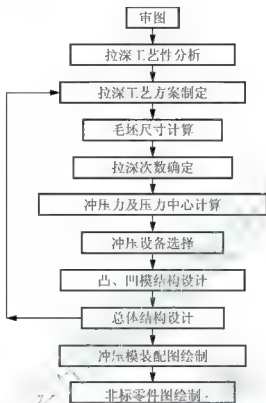 审图
拉深工艺性分析
拉深工艺方案制定
毛坯尺寸计算
拉深次数确定
冲压力及压力中心计算
冲压设备选择
凸、凹模结构设计
总体结构设计
冲压模装配图绘制
非标零件图绘制